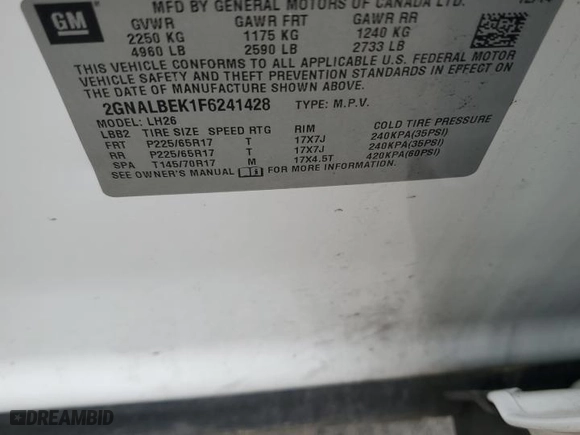 GM
MFD BY GENERAL MOTORS OF CANADA LTD.
GVWR GAWR FRT GAWR RR
2250 KG 1175 KG 1240 KG
4960 LB 2590 LB 2733 LB
THIS VEHICLE CONFORMS TO ALL APPLICABLE U.S. FEDERAL MOTOR
VEHICLE SAFETY AND THEFT PREVENTION STANDARDS IN EFFECT ON
THE DATE OF MANUFACTURE SHOWN ABOVE.
2GNALBEK1F6241428 TYPE: M.P.V.
MODEL: LH26
LBB2 TIRE SIZE SPEED RTG RIM COLD TIRE PRESSURE
FRT P225/65R17 T 17X7J 240KPA(35PSI)
RR P225/65R17 T 17X7J 240KPA(35PSI)
SPA T145/70R17 M 17X4.5T 420KPA(60PSI)
SEE OWNER'S MANUAL FOR MORE INFORMATION.
DREAMBID